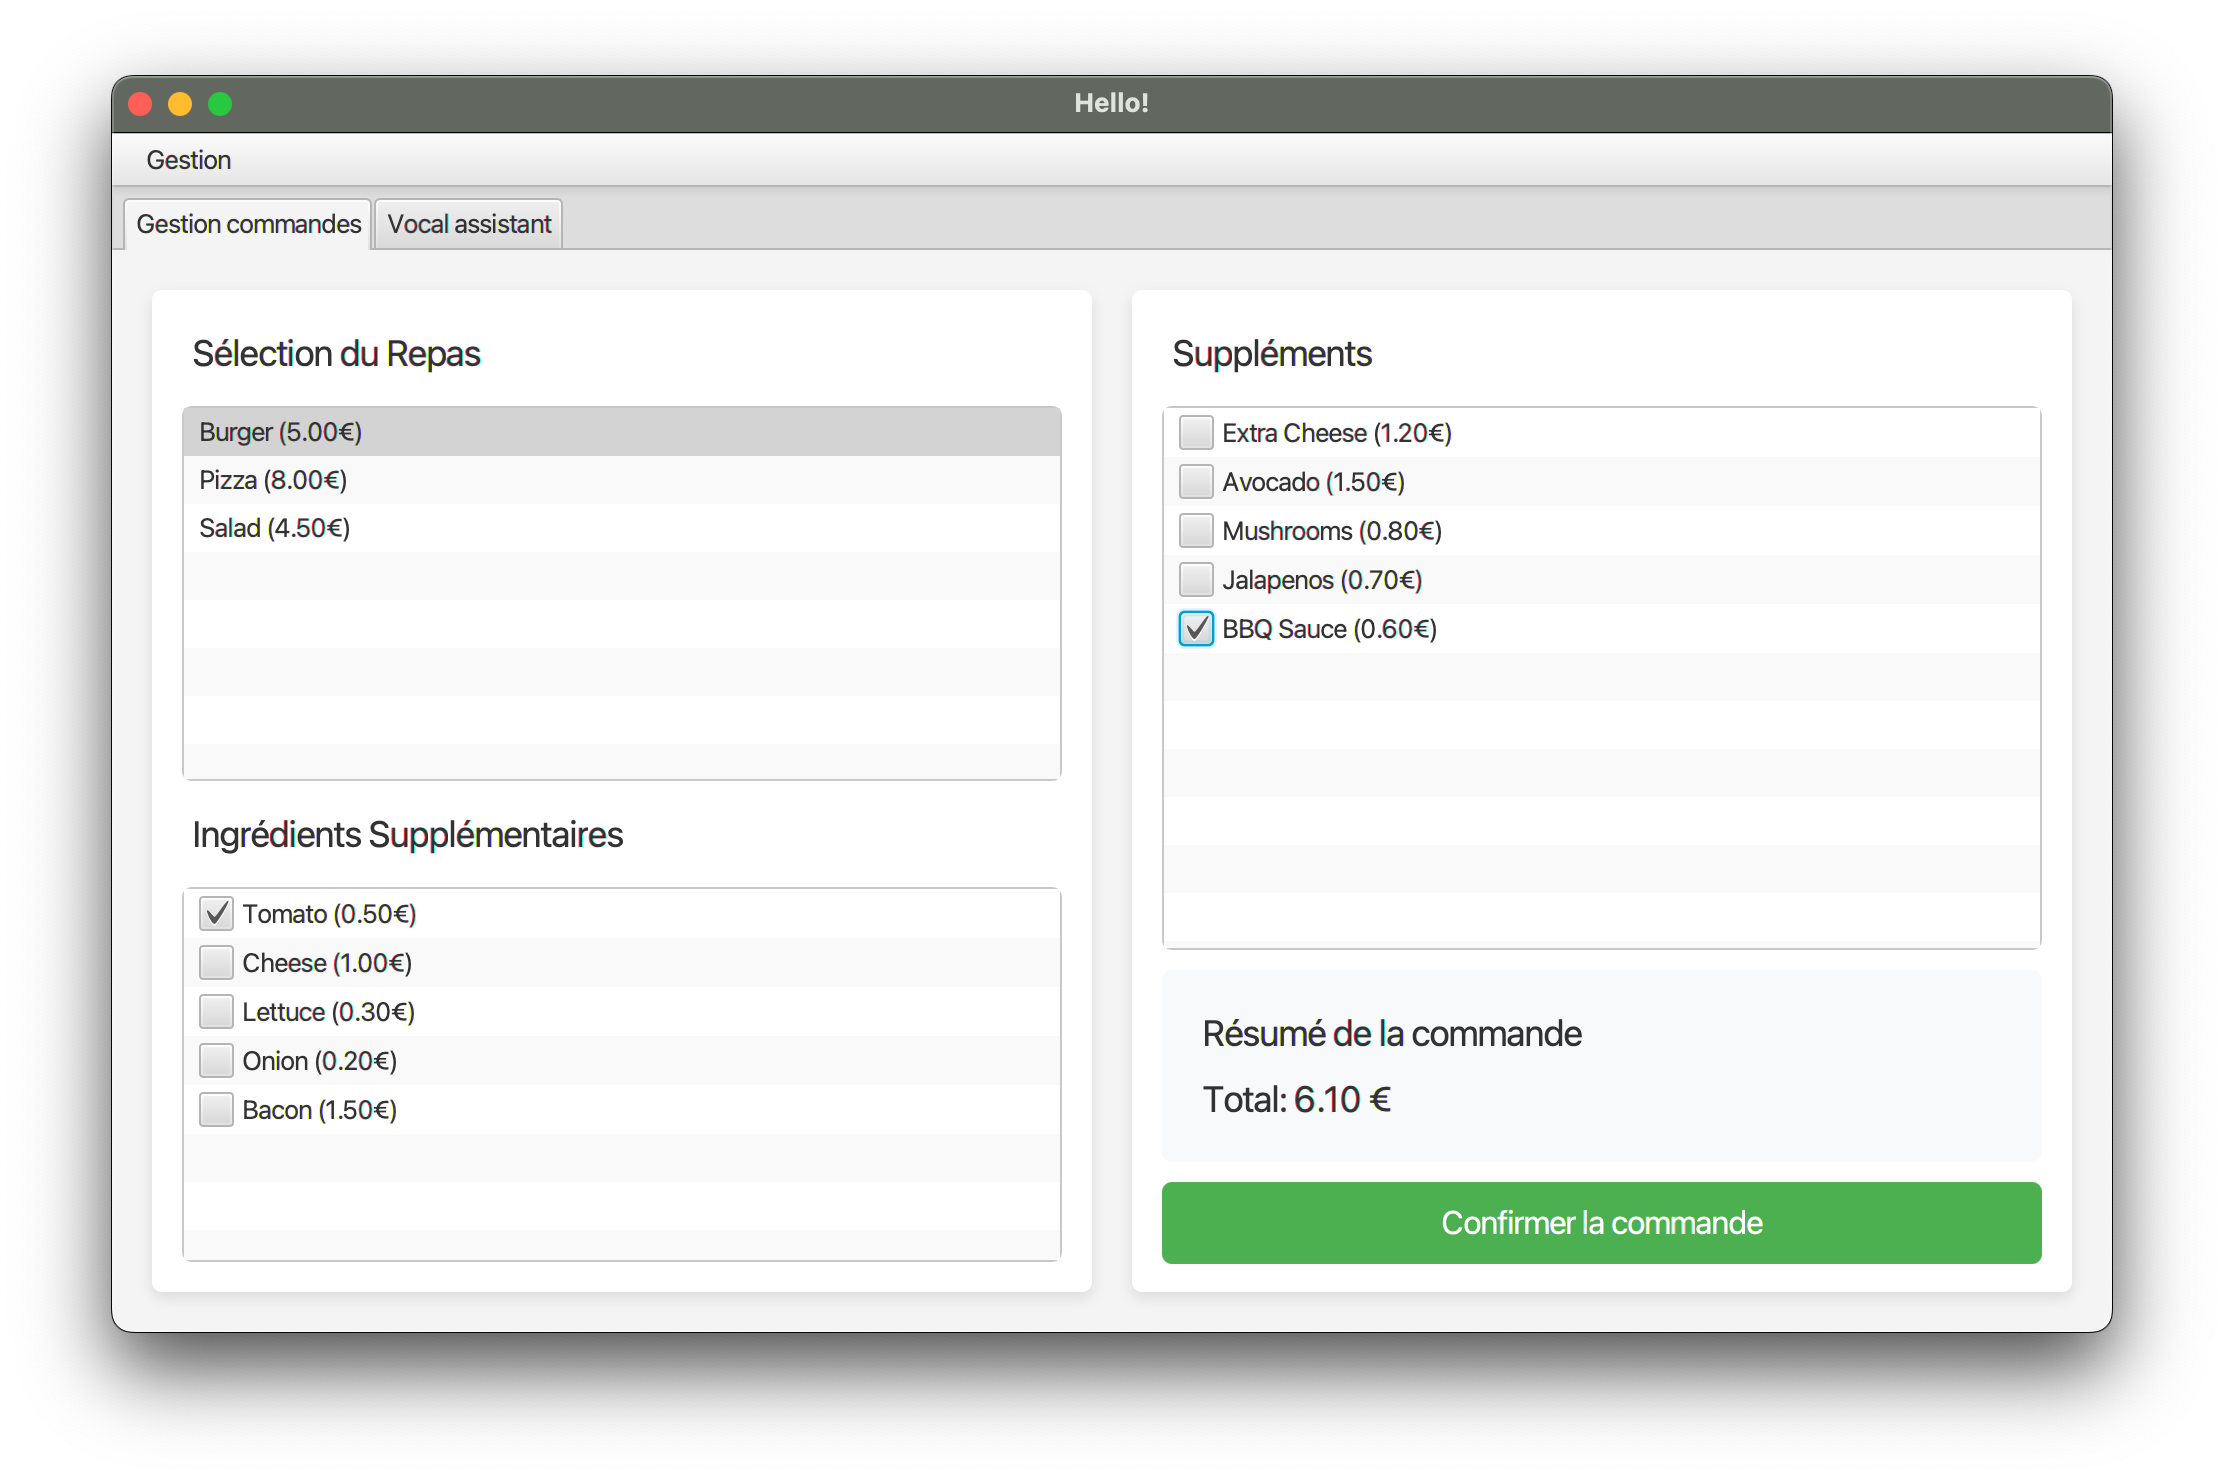 Hello!
Gestion
Gestion commandes
Vocal assistant
Sélection du Repas
Burger (5.00€)
Pizza (8.00€)
Salad (4.50€)
Ingrédients Supplémentaires
Tomato (0.50€)
Cheese (1.00€)
Lettuce (0.30€)
Onion (0.20€)
Bacon (1.50€)
Suppléments
Extra Cheese (1.20€)
Avocado (1.50€)
Mushrooms (0.80€)
Jalapenos (0.70€)
BBQ Sauce (0.60€)
Résumé de la commande
Total: 6.10 €
Confirmer la commande